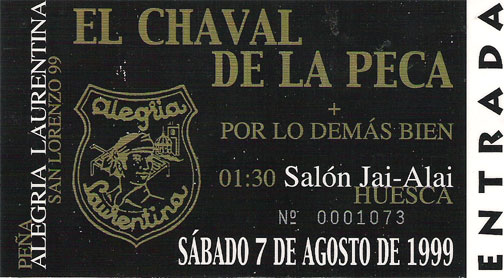 PEÑA
ALEGRIA LAURENTINA
SAN LORENZO 99
EL CHAVAL
DE LA PECA
+
POR LO DEMÁS BIEN
alegria
Laurentina
01:30 Salón Jai-Alai
HUESCA
Nº 0001073
SÁBADO 7 DE AGOSTO DE 1999
ENTRADA